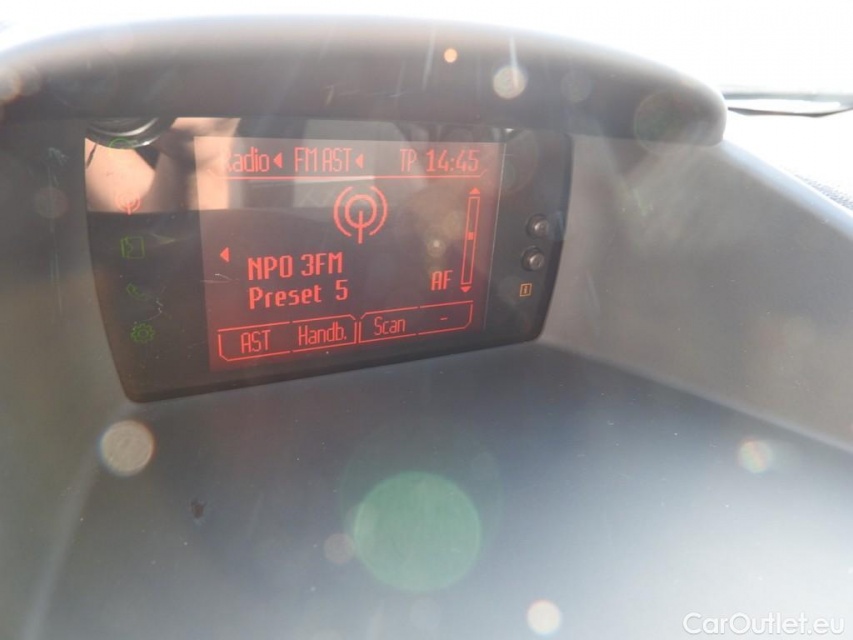 Radio FM AST TP 14:45
NPO 3FM
Preset 5 AF
AST Handb. Scan -
CarOutlet.eu